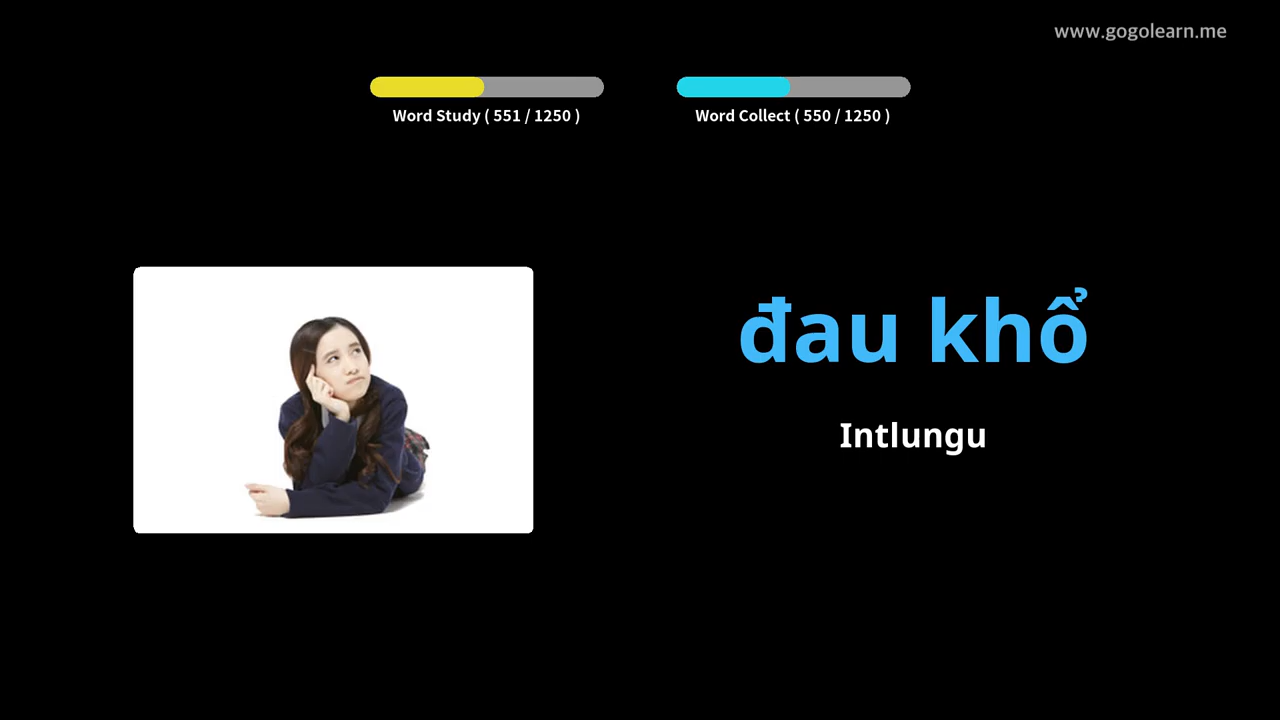 www.gogolearn.me
Word Study ( 551 / 1250 )
Word Collect ( 550 / 1250 )
đau khổ
Intlungu